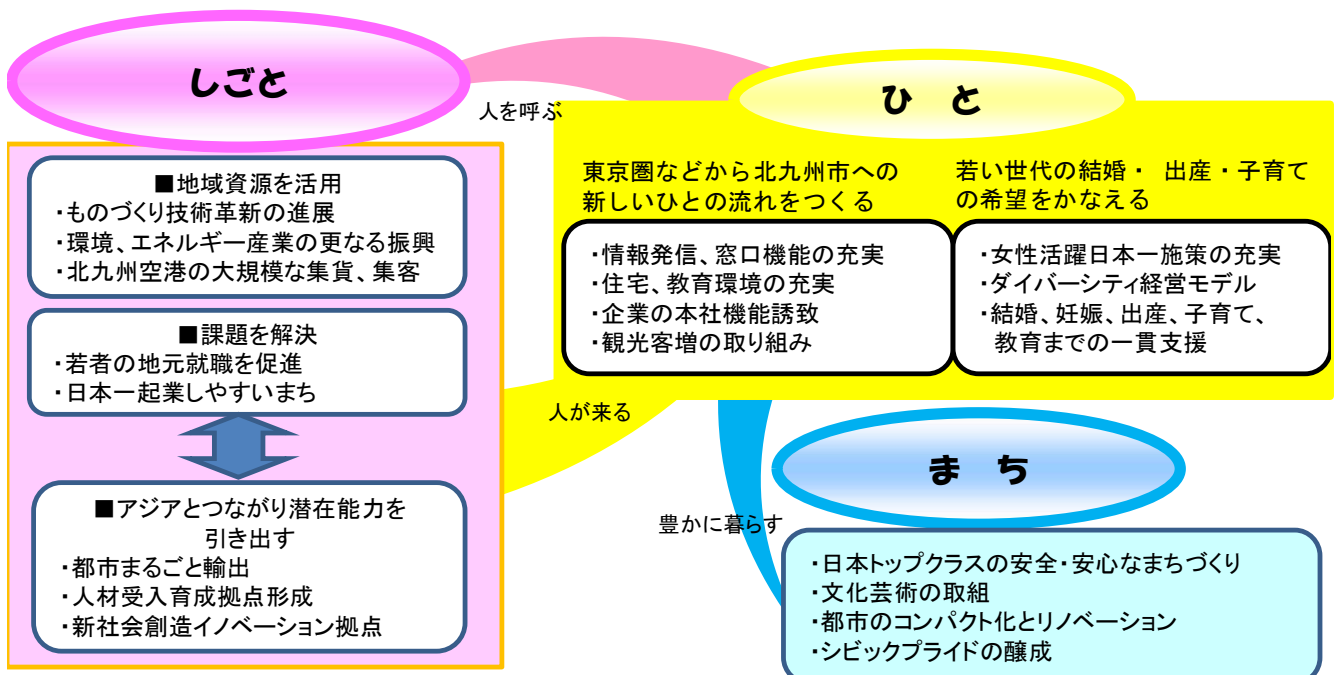 しごと
人を呼ぶ
ひ と
■地域資源を活用
・ものづくり技術革新の進展
・環境、エネルギー産業の更なる振興
・北九州空港の大規模な集貨、集客
■課題を解決
・若者の地元就職を促進
・日本一起業しやすいまち
■アジアとつながり潜在能力を
引き出す
・都市まるごと輸出
・人材受入育成拠点形成
・新社会創造イノベーション拠点
東京圏などから北九州市への
新しいひとの流れをつくる
・情報発信、窓口機能の充実
・住宅、教育環境の充実
・企業の本社機能誘致
・観光客増の取り組み
若い世代の結婚・ 出産・子育て
の希望をかなえる
・女性活躍日本一施策の充実
・ダイバーシティ経営モデル
・結婚、妊娠、出産、子育て、
教育までの一貫支援
人が来る
ま ち
豊かに暮らす
・日本トップクラスの安全・安心なまちづくり
・文化芸術の取組
・都市のコンパクト化とリノベーション
・シビックプライドの醸成